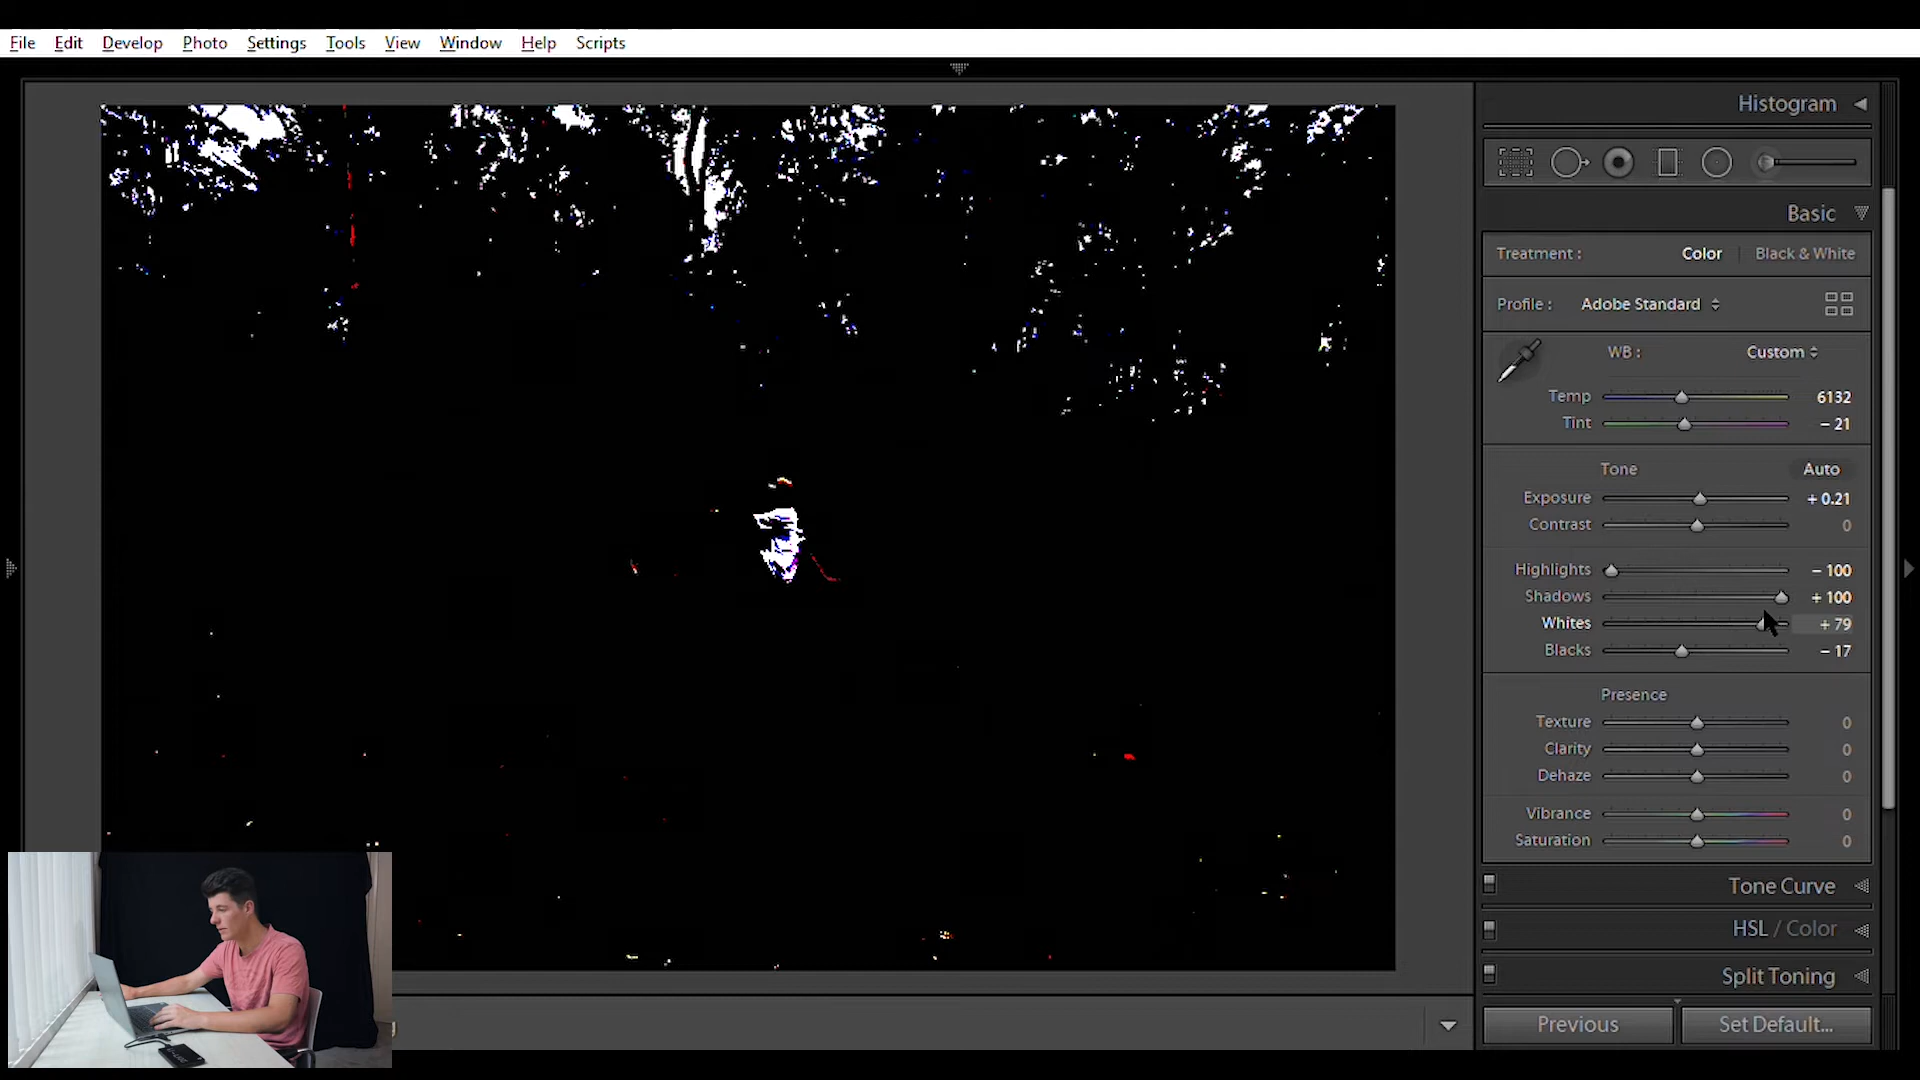 File Edit Develop Photo Settings Tools View Window Help Scripts
Histogram
Basic
Treatment : Color Black & White
Profile : Adobe Standard
WB : Custom
Temp 6132
Tint – 21
Tone Auto
Exposure + 0.21
Contrast 0
Highlights – 100
Shadows + 100
Whites + 79
Blacks – 17
Presence
Texture 0
Clarity 0
Dehaze 0
Vibrance 0
Saturation 0
Tone Curve
HSL / Color
Split Toning
Previous Set Default...